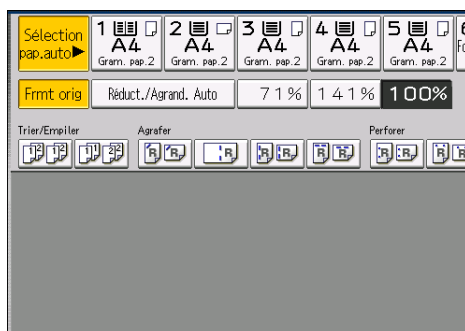 Sélection pap.auto▶
1 A4 Gram. pap.2
2 A4 Gram. pap.2
3 A4 Gram. pap.2
4 A4 Gram. pap.2
5 A4 Gram. pap.2
6
Frmt orig Réduct./Agrand. Auto 71% 141% 100%
Trier/Empiler Agrafer Perforer